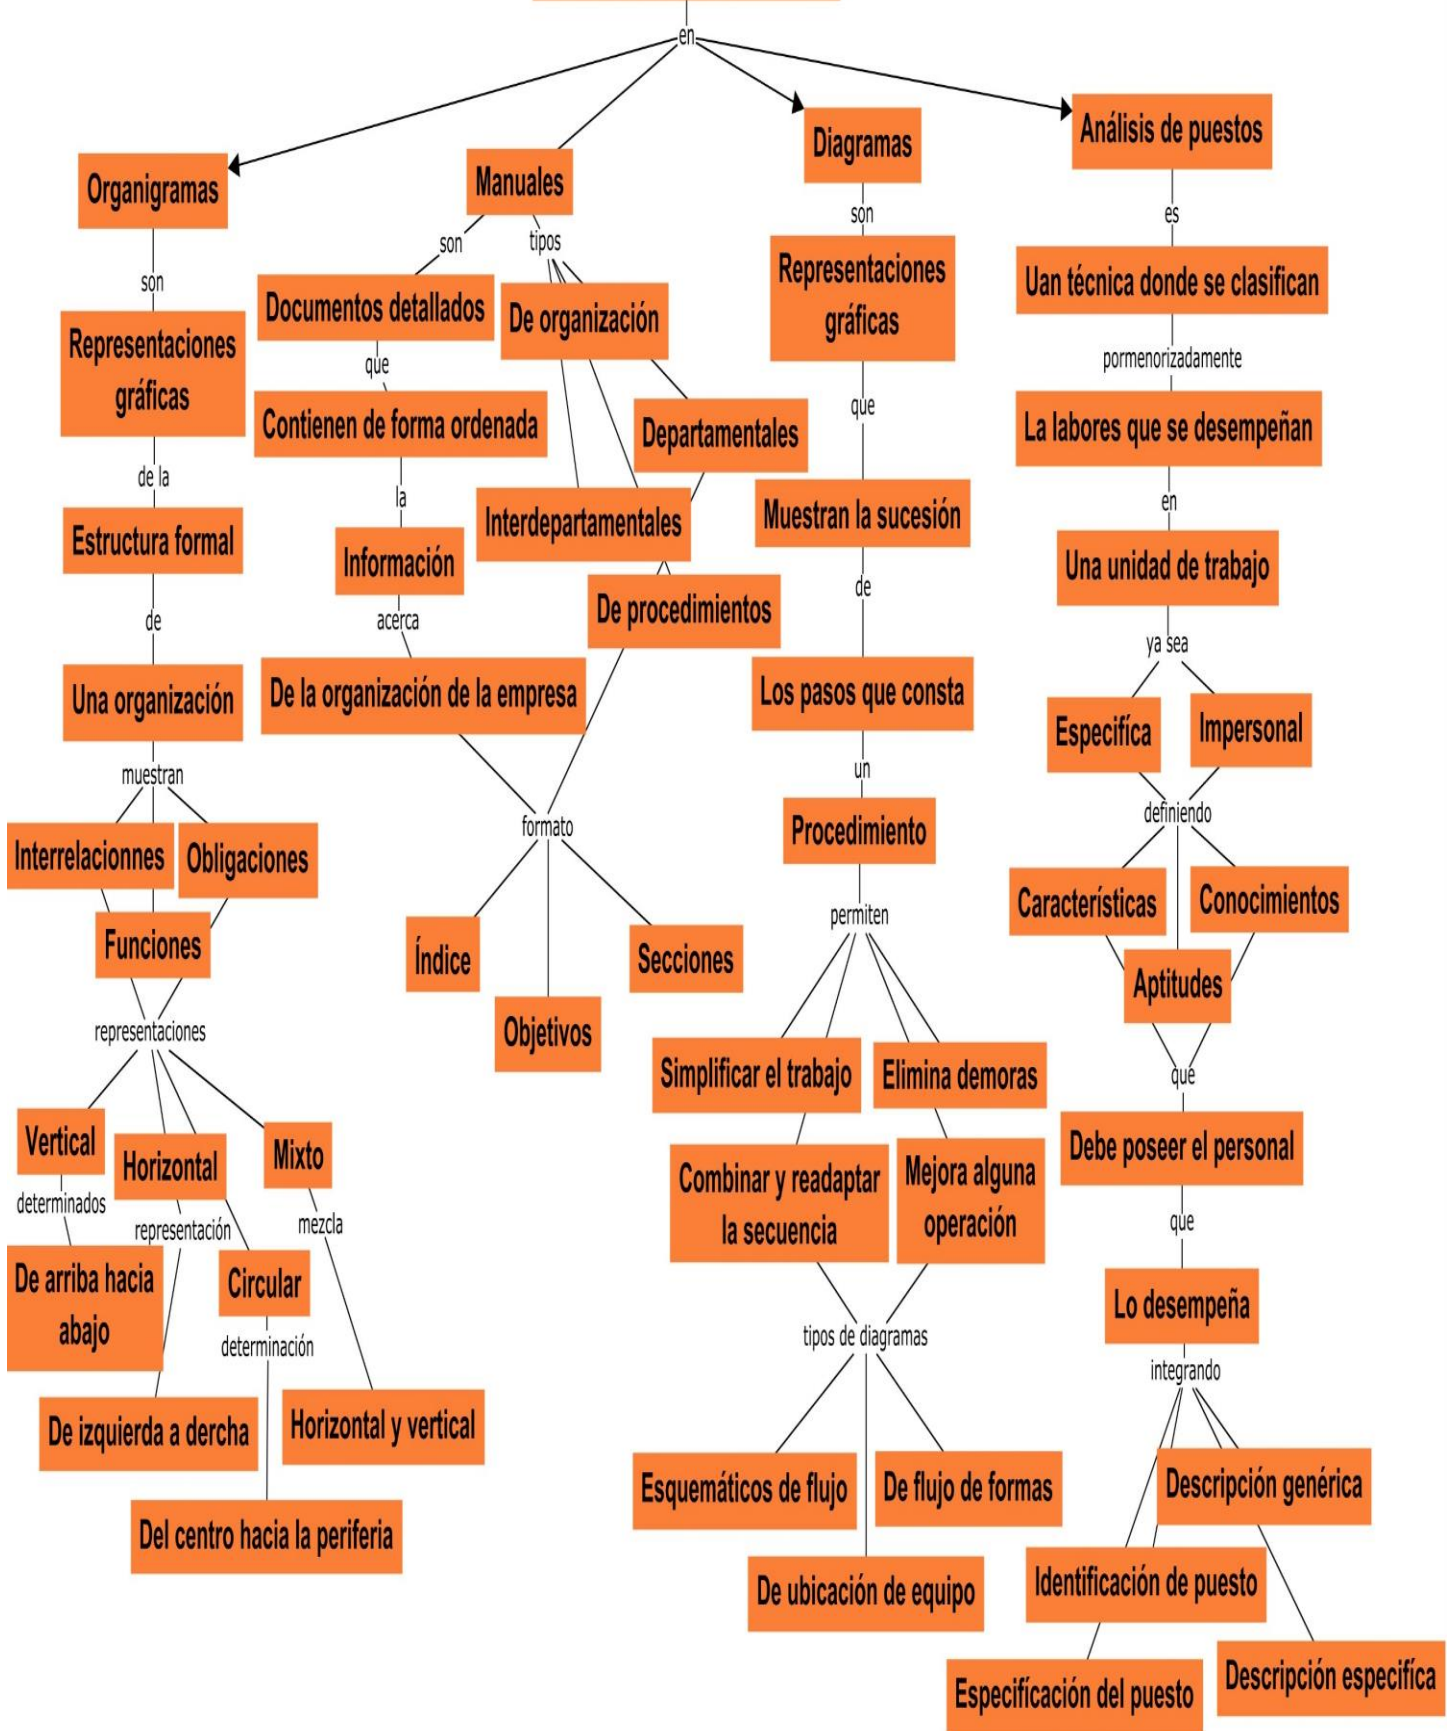 en
Organigramas
son
Representaciones
gráficas
de la
Estructura formal
de
Una organización
muestran
Interrelacionnes
Obligaciones
Funciones
representaciones
Vertical
Horizontal
Mixto
determinados
representación
mezcla
De arriba hacia
abajo
Circular
determinación
De izquierda a dercha
Horizontal y vertical
Del centro hacia la periferia
Manuales
son
tipos
Documentos detallados
que
Contienen de forma ordenada
la
Información
acerca
De la organización de la empresa
De organización
Departamentales
Interdepartamentales
De procedimientos
formato
Índice
Objetivos
Secciones
Diagramas
son
Representaciones
gráficas
que
Muestran la sucesión
de
Los pasos que consta
un
Procedimiento
permiten
Simplificar el trabajo
Elimina demoras
Combinar y readaptar
la secuencia
Mejora alguna
operación
tipos de diagramas
Esquemáticos de flujo
De flujo de formas
De ubicación de equipo
Análisis de puestos
es
Uan técnica donde se clasifican
pormenorizadamente
La labores que se desempeñan
en
Una unidad de trabajo
ya sea
Especifíca
Impersonal
definiendo
Característícas
Conocimientos
Aptitudes
que
Debe poseer el personal
que
Lo desempeña
integrando
Descripción genérica
Identificación de puesto
Especifícación del puesto
Descripción especifíca